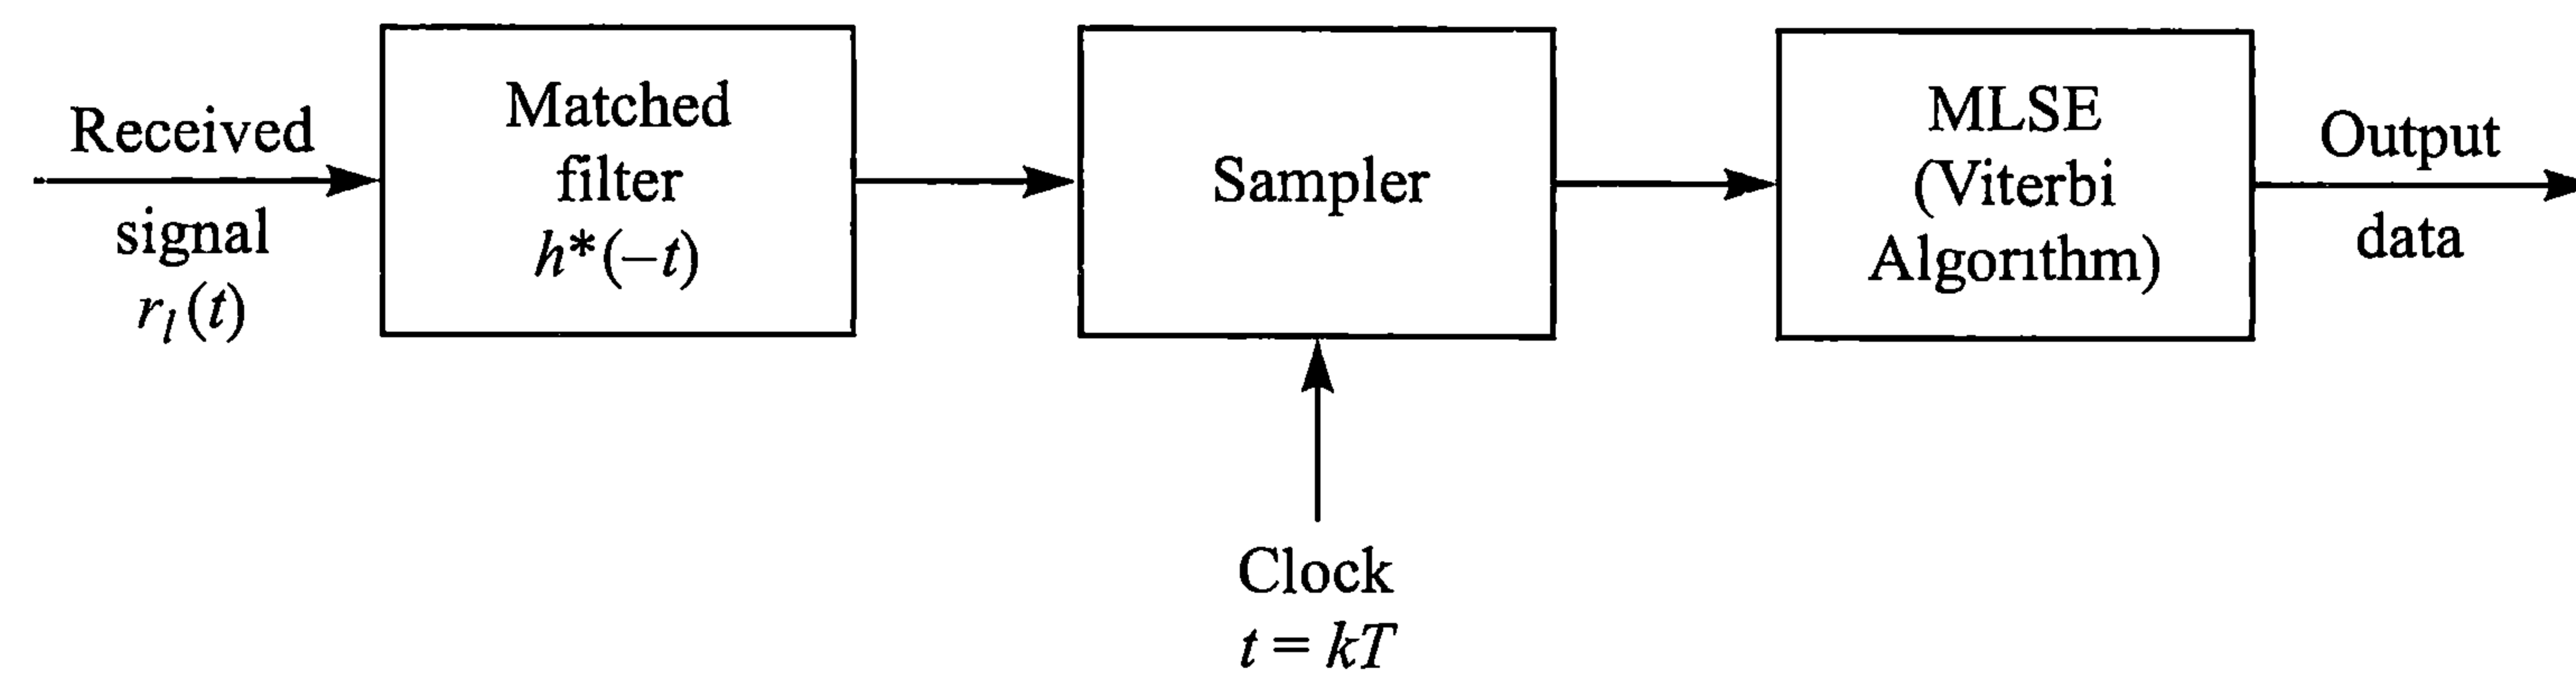 Received
signal
r_l(t)
Matched
filter
h*(−t)
Sampler
Clock
t = kT
MLSE
(Viterbi
Algorithm)
Output
data